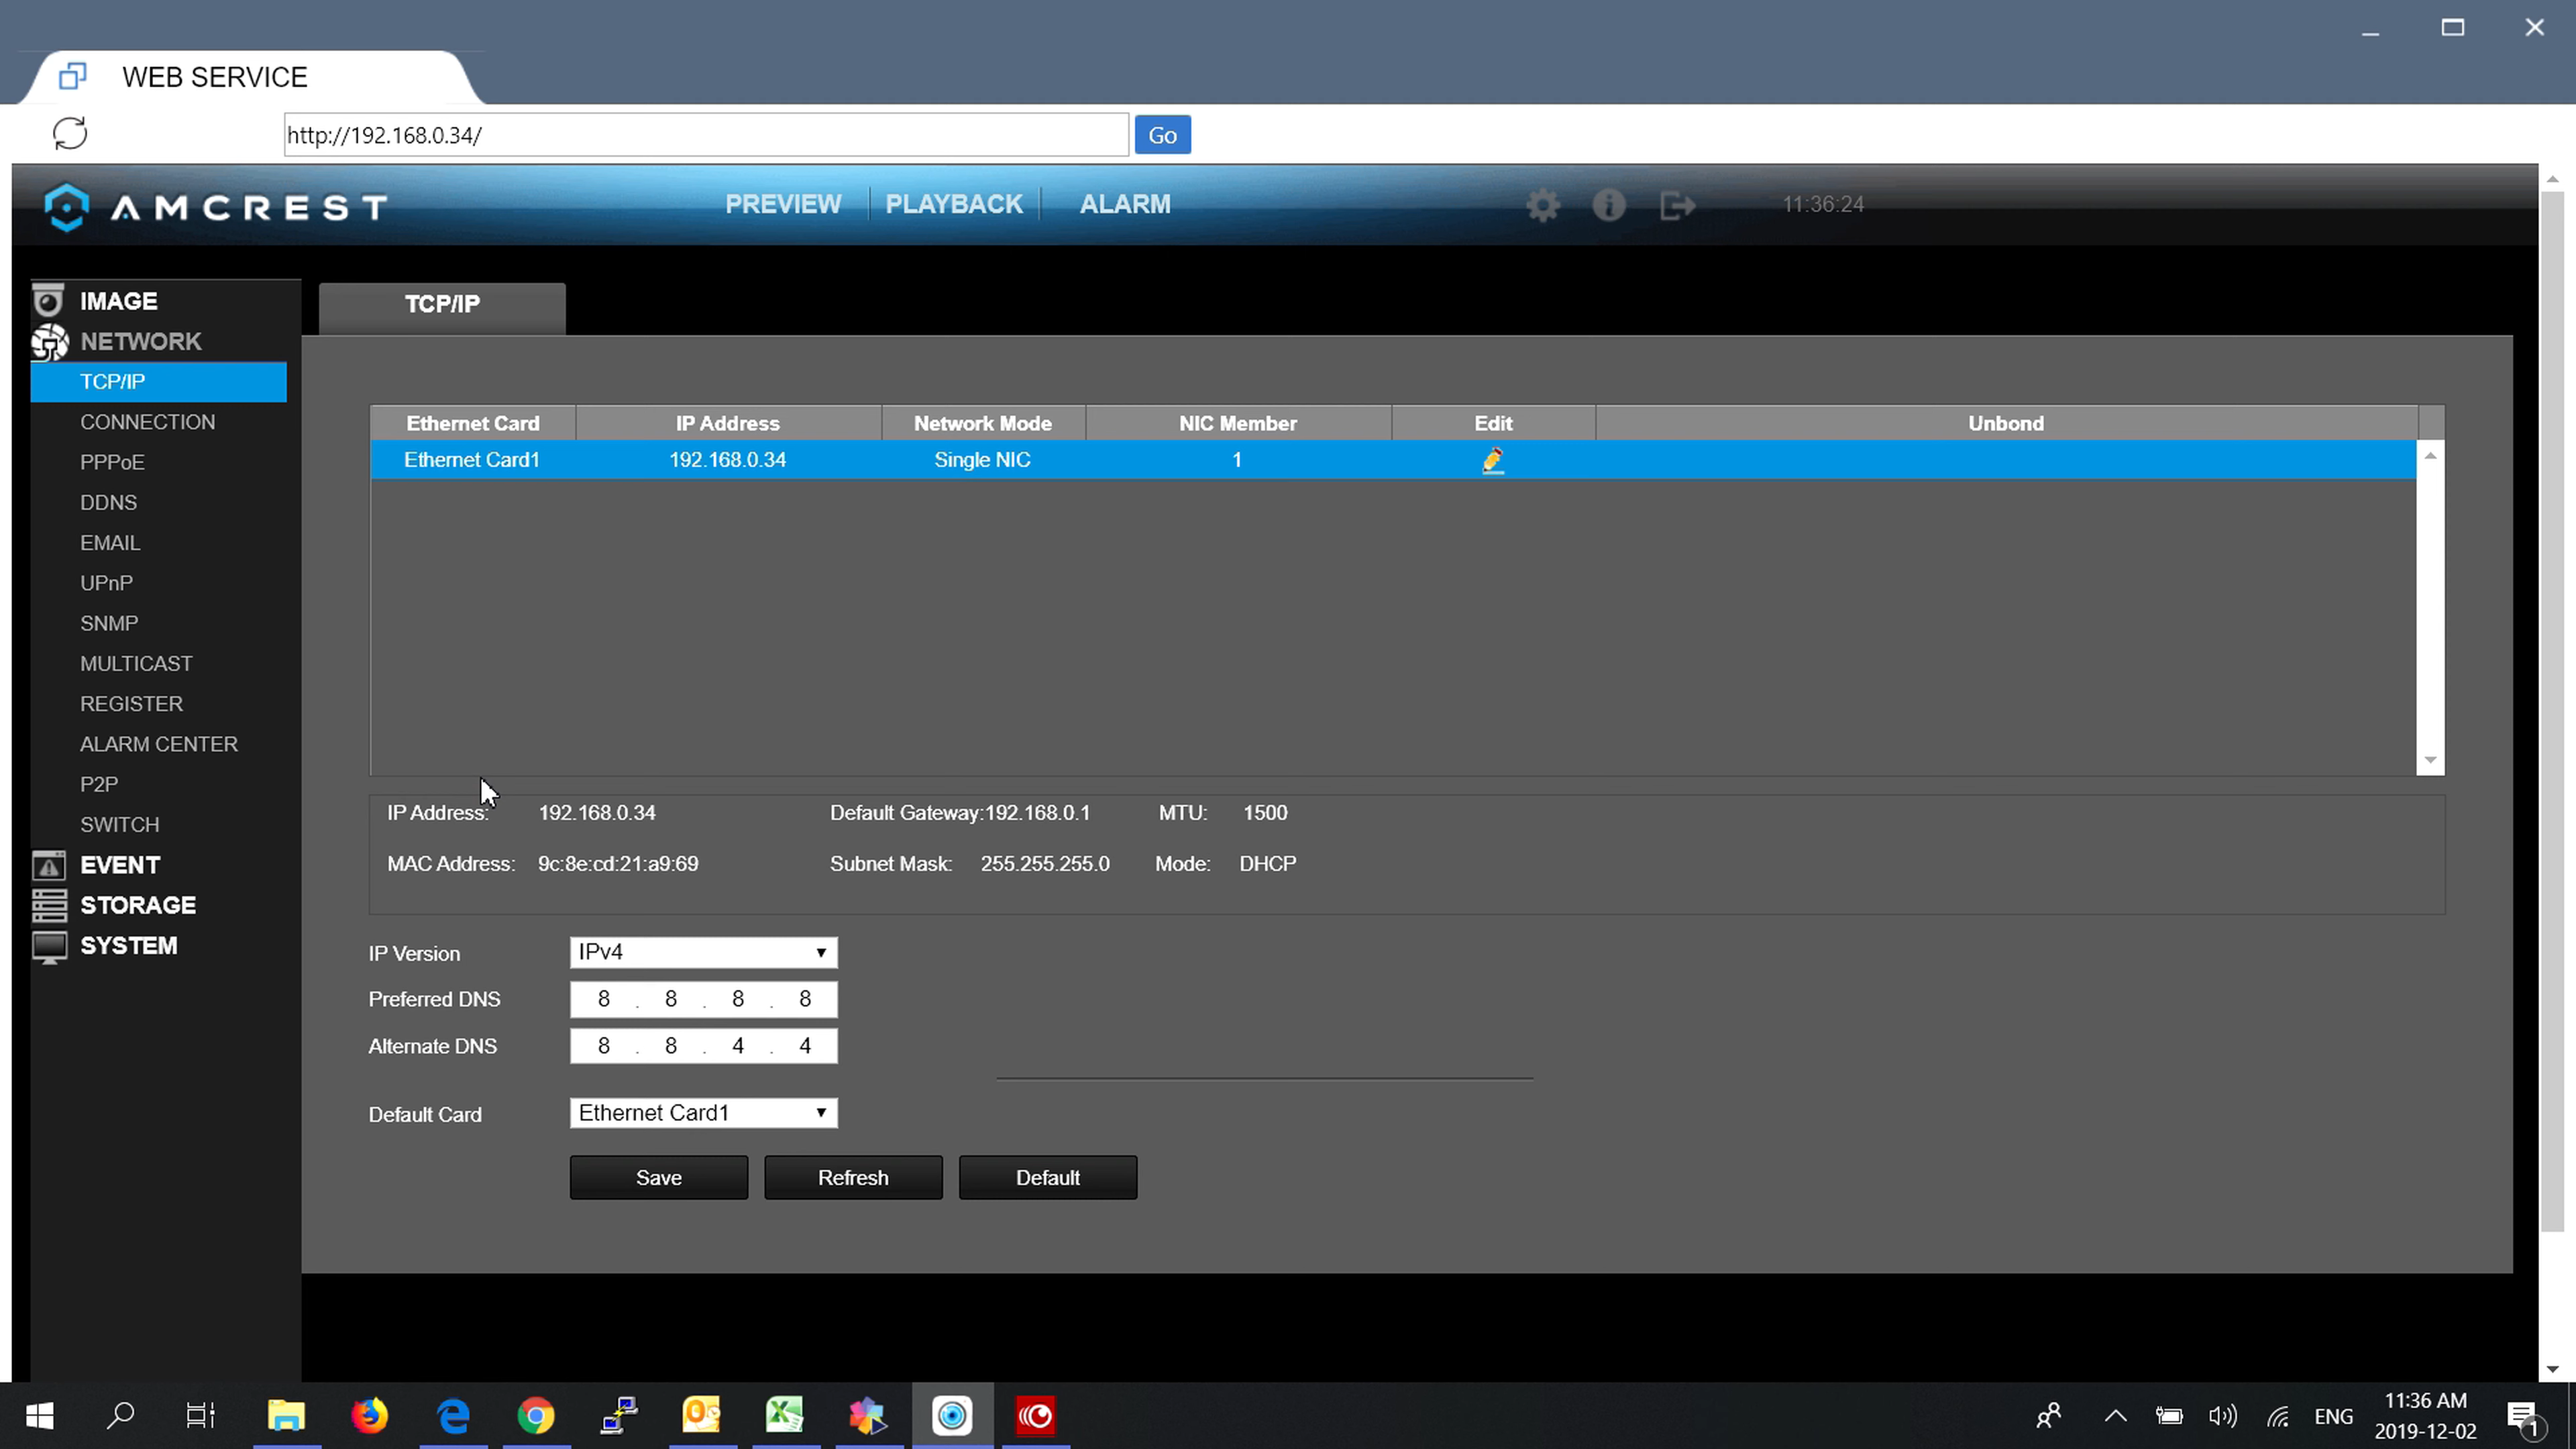 WEB SERVICE
http://192.168.0.34/ Go
AMCREST PREVIEW PLAYBACK ALARM 11:36:24
IMAGE
NETWORK
TCP/IP
CONNECTION
PPPoE
DDNS
EMAIL
UPnP
SNMP
MULTICAST
REGISTER
ALARM CENTER
P2P
SWITCH
EVENT
STORAGE
SYSTEM
TCP/IP
Ethernet Card IP Address Network Mode NIC Member Edit Unbond
Ethernet Card1 192.168.0.34 Single NIC 1
IP Address: 192.168.0.34 Default Gateway:192.168.0.1 MTU: 1500
MAC Address: 9c:8e:cd:21:a9:69 Subnet Mask: 255.255.255.0 Mode: DHCP
IP Version IPv4
Preferred DNS 8 . 8 . 8 . 8
Alternate DNS 8 . 8 . 4 . 4
Default Card Ethernet Card1
Save Refresh Default
ENG 11:36 AM
2019-12-02 1